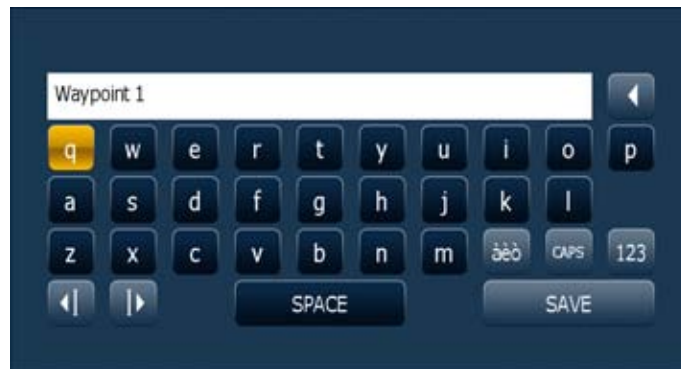 Waypoint 1
q w e r t y u i o p
a s d f g h j k l
z x c v b n m àèò CAPS 123
SPACE SAVE